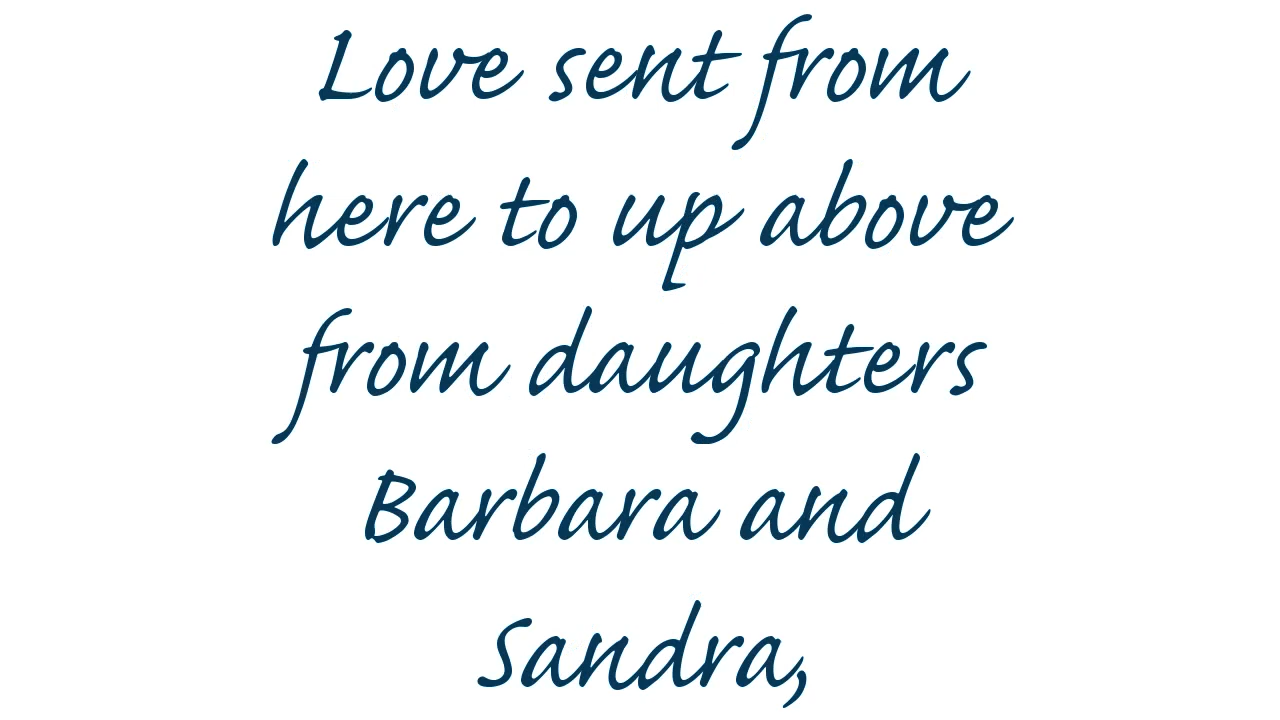 Love sent from
here to up above
from daughters
Barbara and
Sandra,